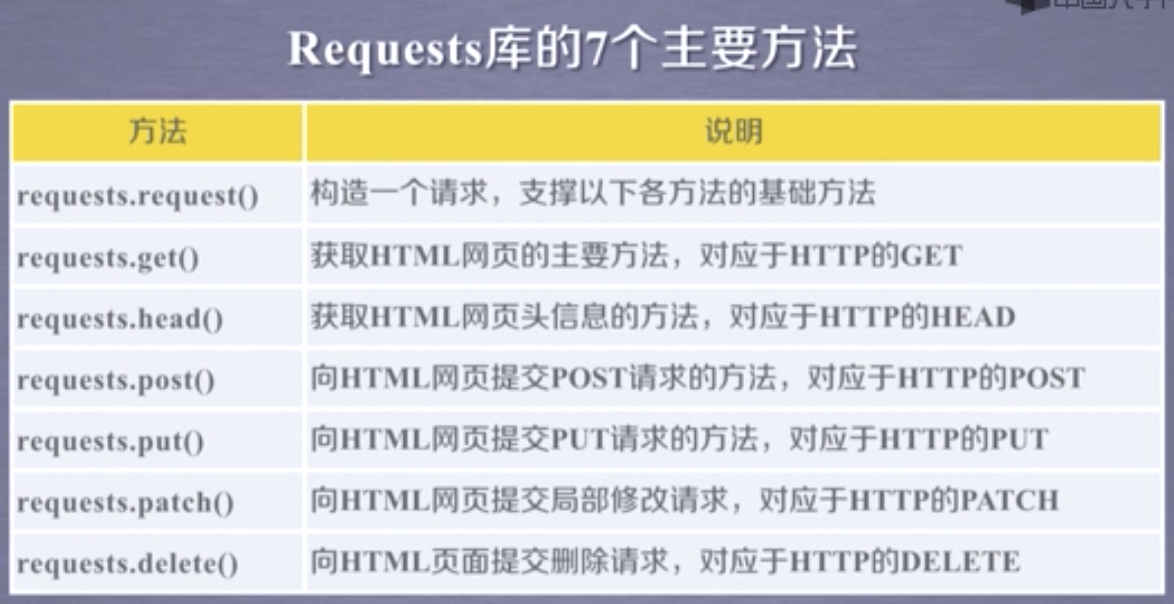 Requests库的7个主要方法
方法 说明
requests.request() 构造一个请求，支撑以下各方法的基础方法
requests.get() 获取HTML网页的主要方法，对应于HTTP的GET
requests.head() 获取HTML网页头信息的方法，对应于HTTP的HEAD
requests.post() 向HTML网页提交POST请求的方法，对应于HTTP的POST
requests.put() 向HTML网页提交PUT请求的方法，对应于HTTP的PUT
requests.patch() 向HTML网页提交局部修改请求，对应于HTTP的PATCH
requests.delete() 向HTML页面提交删除请求，对应于HTTP的DELETE